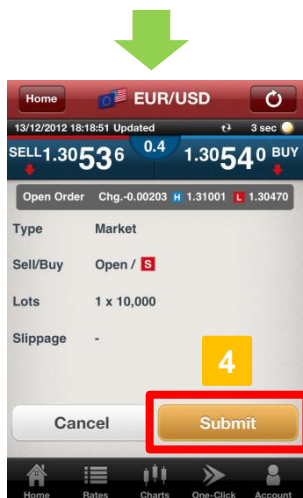 Home EUR/USD
13/12/2012 18:18:51 Updated 3 sec
SELL 1.30536 0.4 1.30540 BUY
Open Order Chg.-0.00203 H 1.31001 L 1.30470
Type Market
Sell/Buy Open / S
Lots 1 x 10,000
Slippage -
4
Cancel Submit
Home Rates Charts One-Click Account